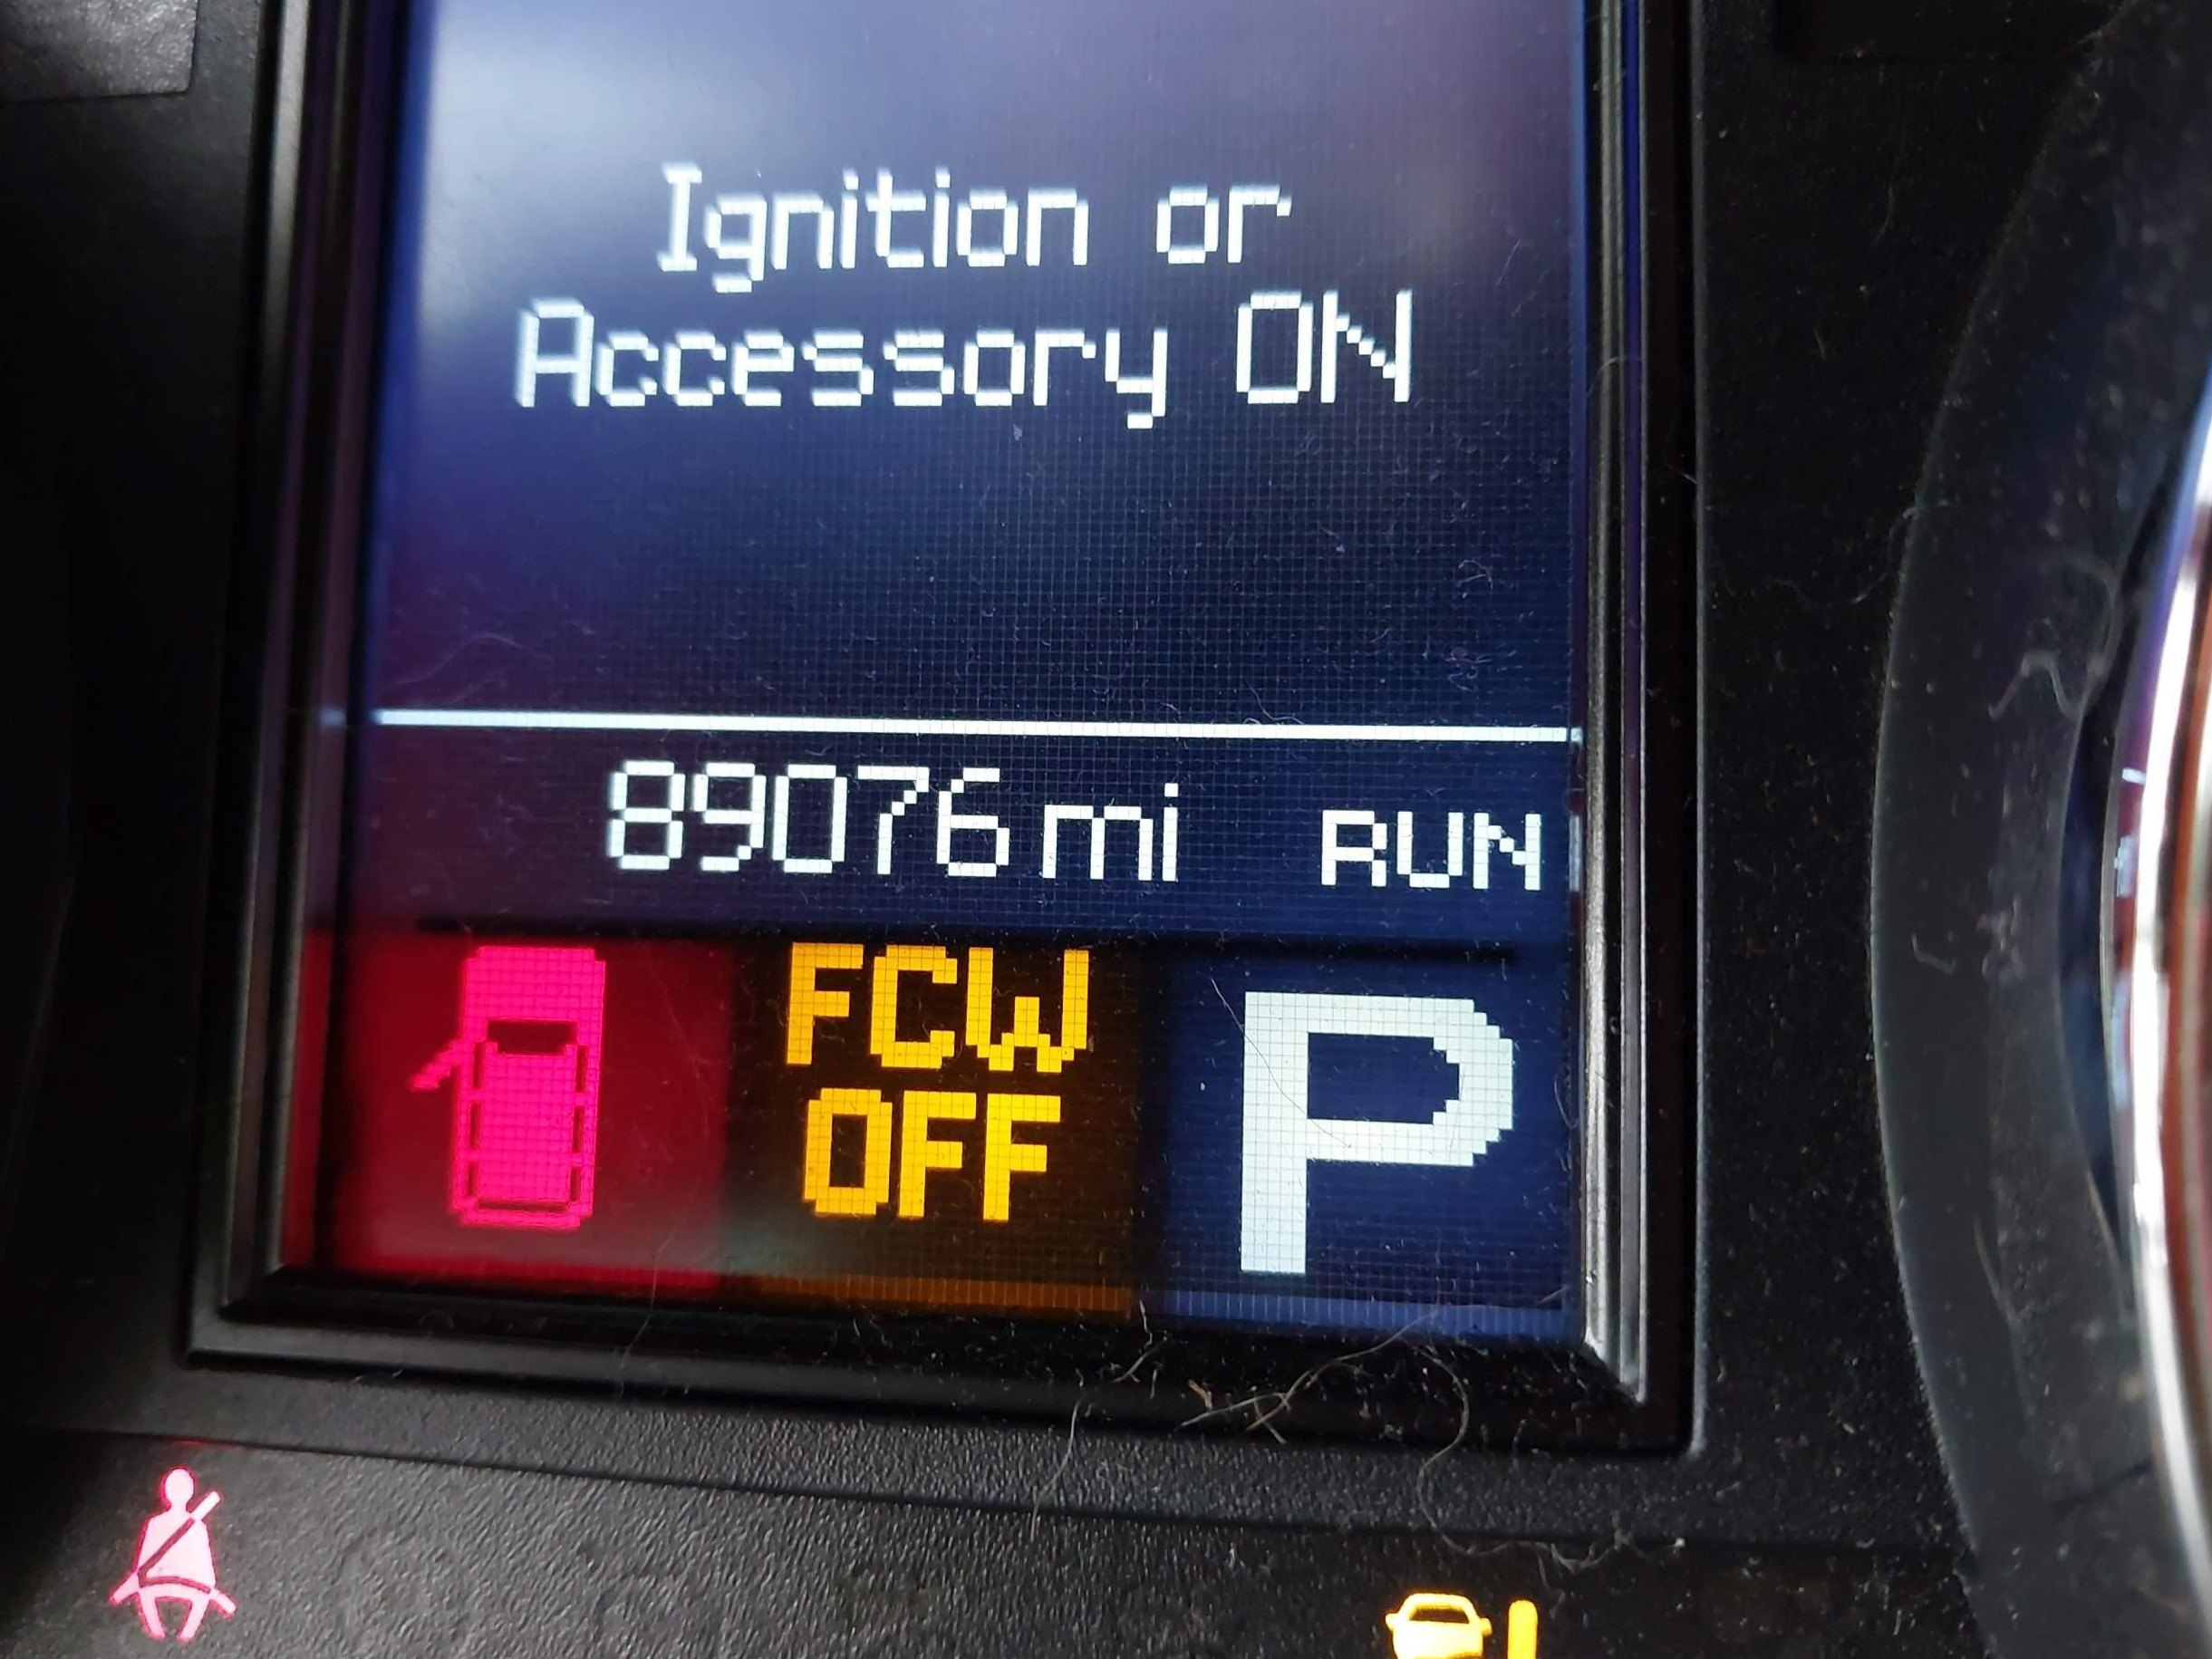 Ignition or
Accessory ON
89076 mi RUN
FCW
OFF
P